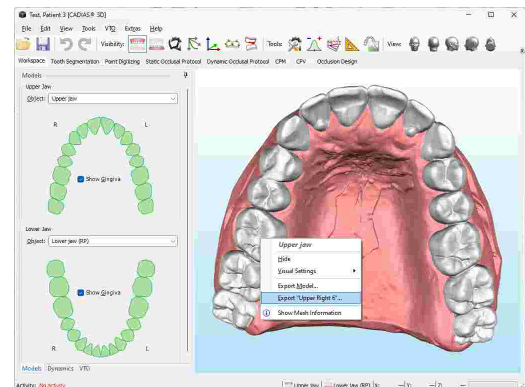 Test, Patient 3 [CADIAS® 3D]
File Edit View Tools VTO Extras Help
Visibility: Tools: View:
Workspace Tooth Segmentation Point Digitizing Static Occlusal Protocol Dynamic Occlusal Protocol CPM CPV Occlusion Design
Models
Upper Jaw
Object: Upper jaw
R L
Show Gingiva
Lower Jaw
Object: Lower jaw (RP)
Show Gingiva
R L
Models Dynamics VTO
Upper jaw
Hide
Visual Settings
Export Model...
Export "Upper Right 6"...
Show Mesh Information
Activity: No Activity Upper Jaw Lower Jaw (RP) X: — Y: — Z: —